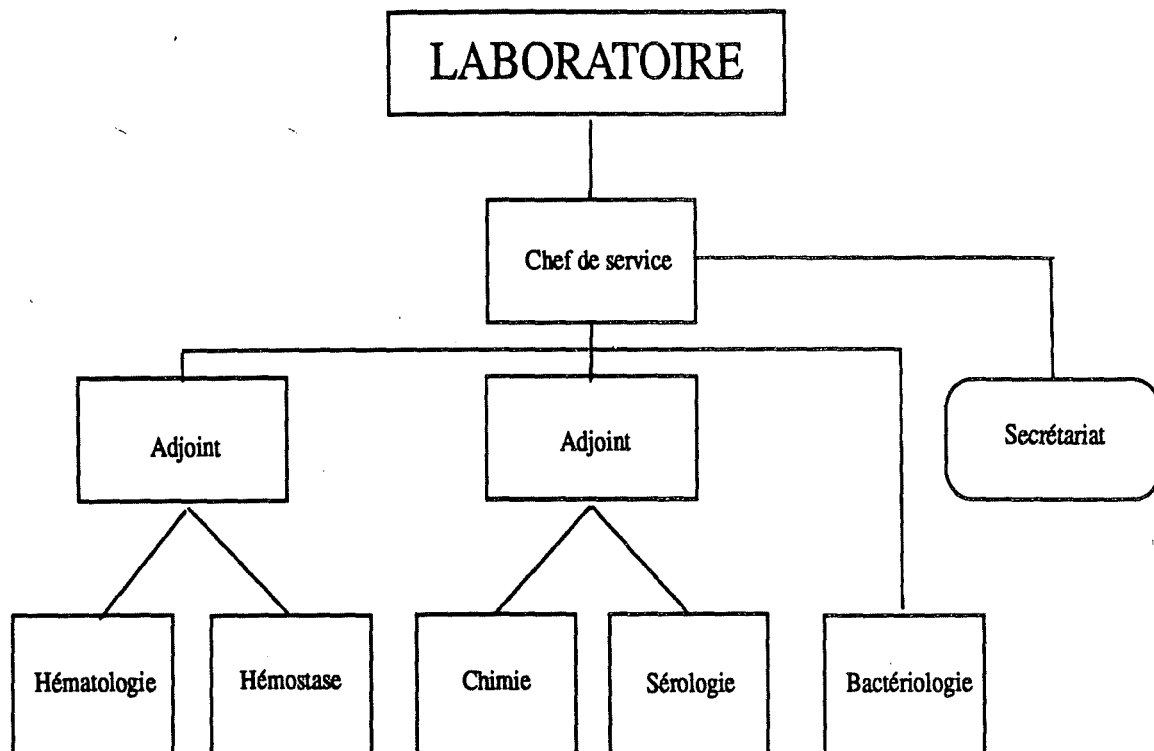 LABORATOIRE
Chef de service
Adjoint
Adjoint
Secrétariat
Hématologie
Hémostase
Chimie
Sérologie
Bactériologie